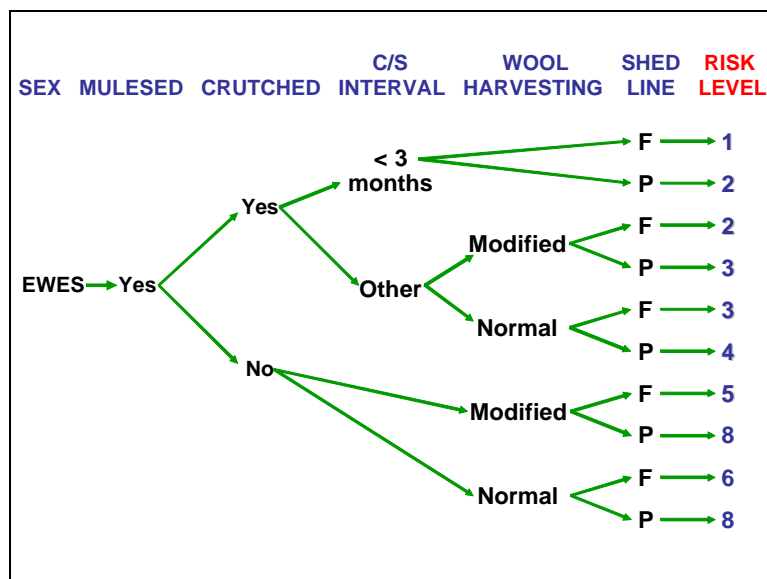 SEX MULESED CRUTCHED C/S INTERVAL WOOL HARVESTING SHED LINE RISK LEVEL
F 1
< 3 months
P 2
Yes
F 2
Modified
P 3
EWES Yes
Other
F 3
Normal
P 4
No
F 5
Modified
P 8
F 6
Normal
P 8